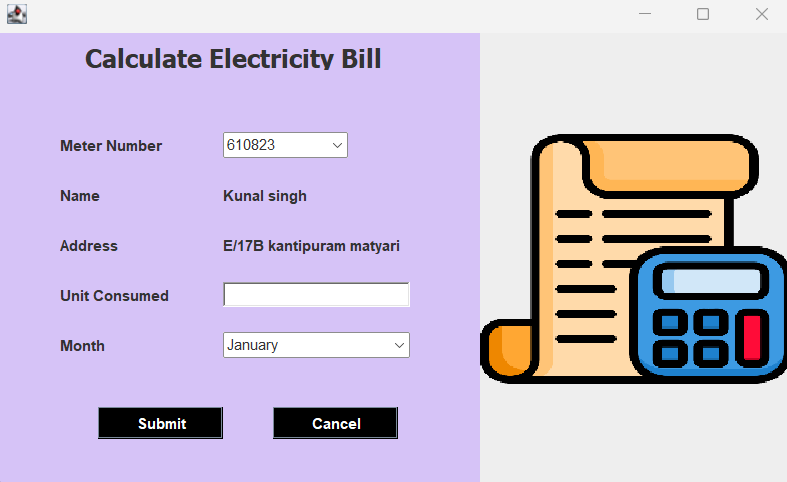 Calculate Electricity Bill
Meter Number 610823
Name Kunal singh
Address E/17B kantipuram matyari
Unit Consumed
Month January
Submit Cancel